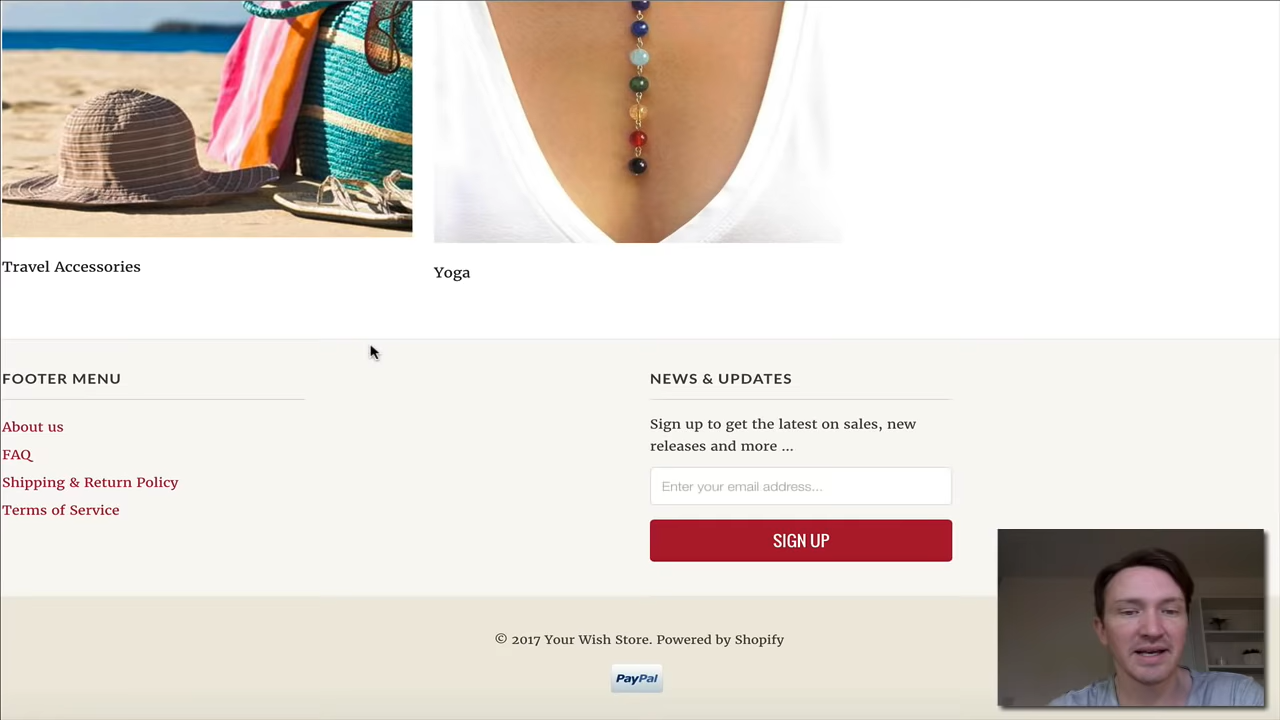 Travel Accessories
Yoga
FOOTER MENU
About us
FAQ
Shipping & Return Policy
Terms of Service
NEWS & UPDATES
Sign up to get the latest on sales, new
releases and more ...
Enter your email address...
SIGN UP
© 2017 Your Wish Store. Powered by Shopify
PayPal